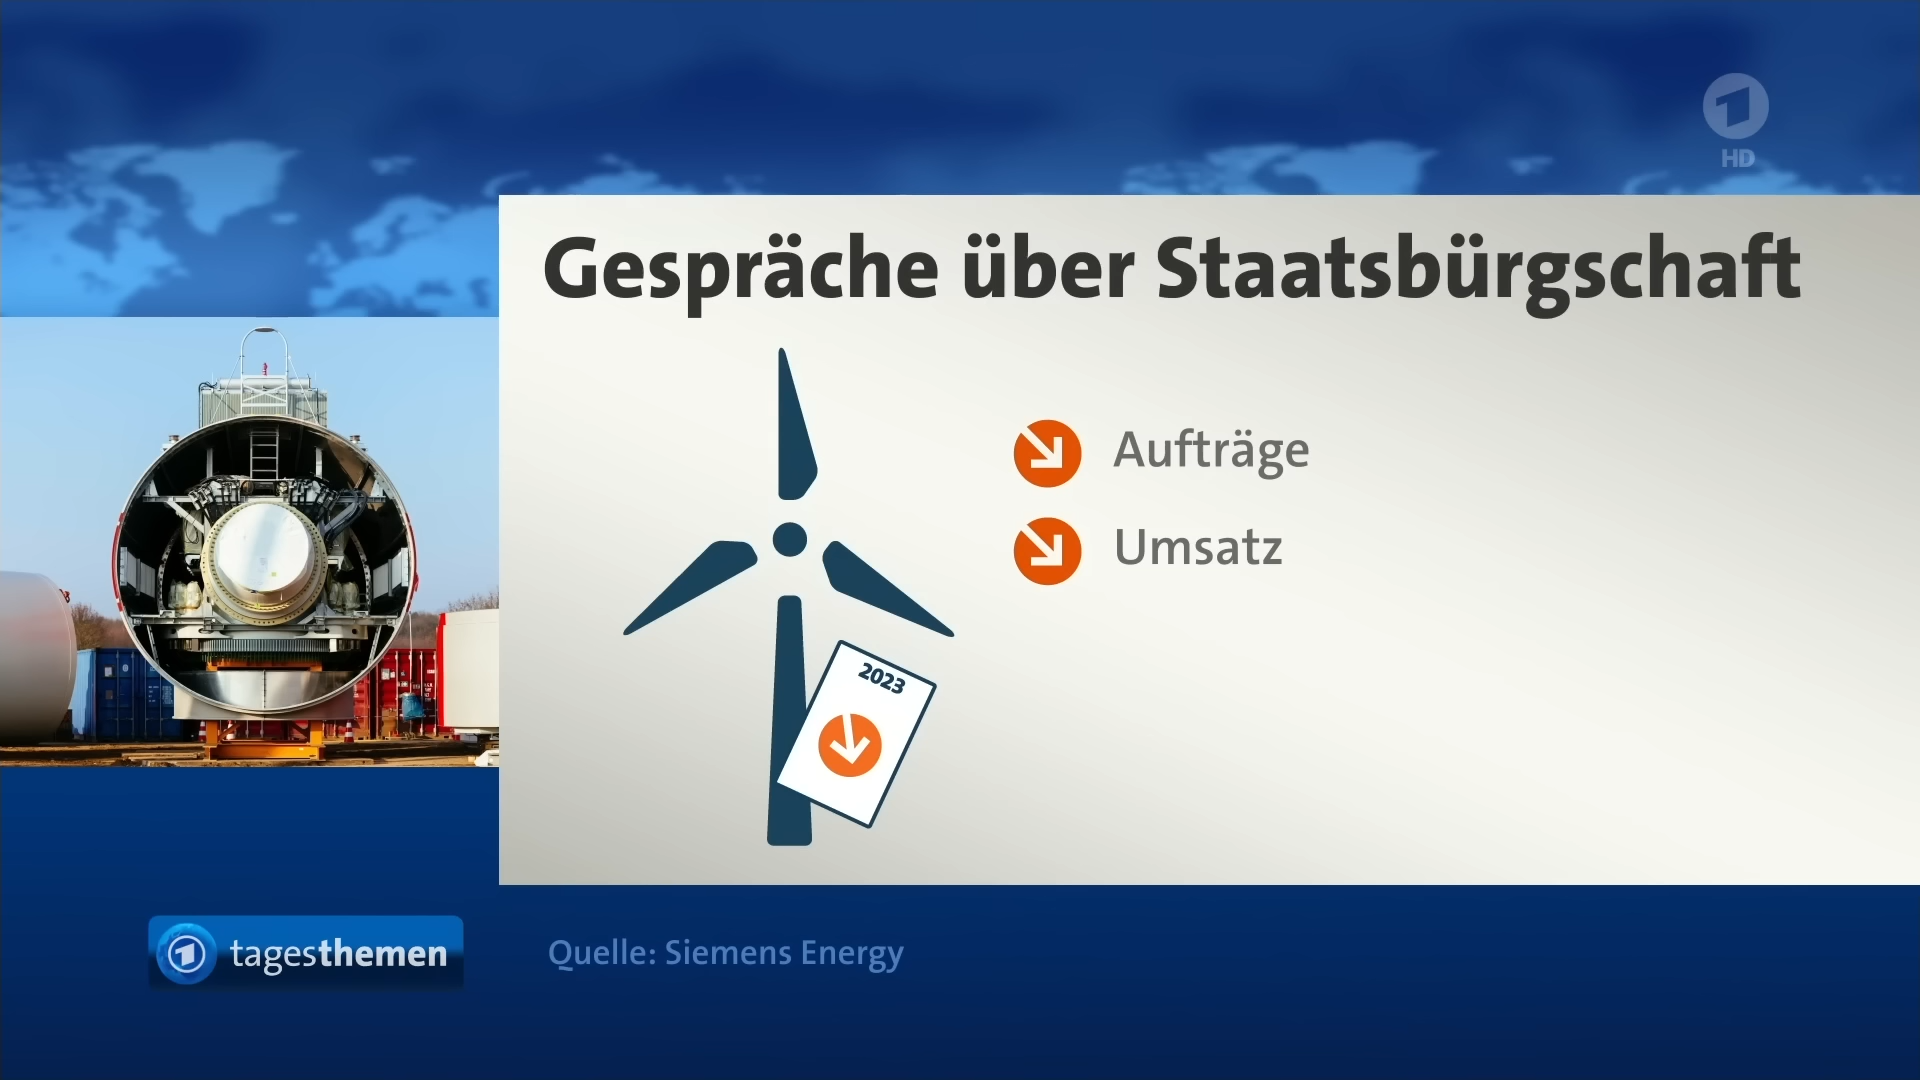 HD
Gespräche über Staatsbürgschaft
Aufträge
Umsatz
2023
tagesthemen
Quelle: Siemens Energy